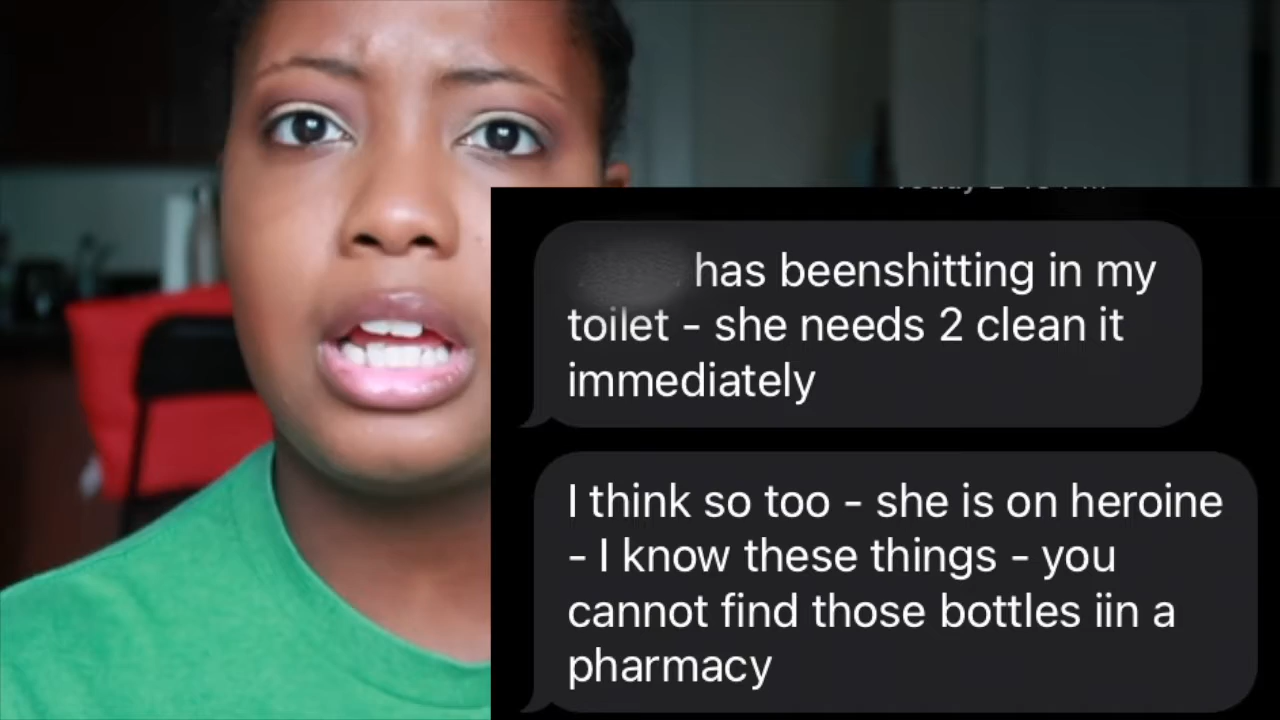 has beenshitting in my
toilet - she needs 2 clean it
immediately
I think so too - she is on heroine
- I know these things - you
cannot find those bottles iin a
pharmacy